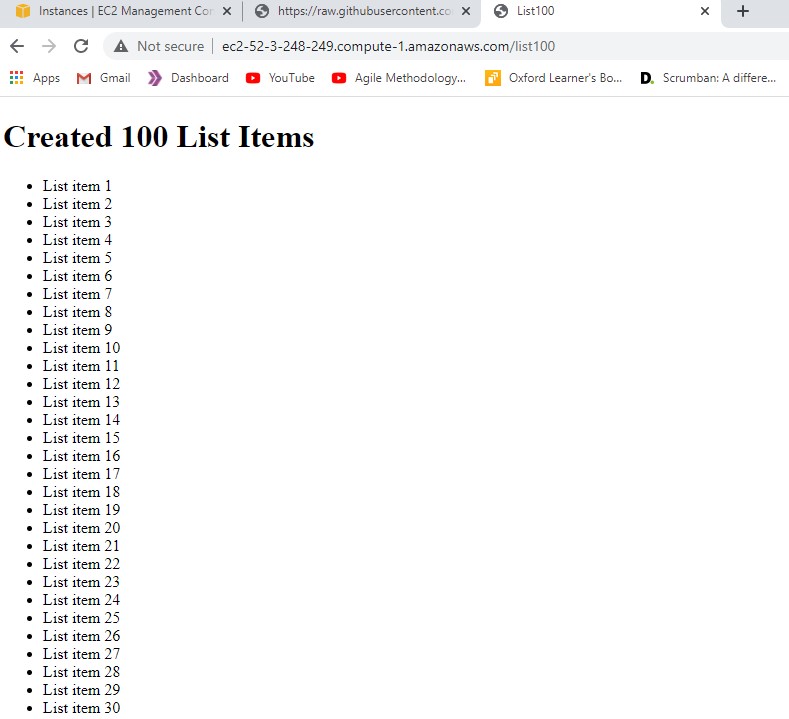 Instances | EC2 Management Con
https://raw.githubusercontent.co
List100
Not secure | ec2-52-3-248-249.compute-1.amazonaws.com/list100
Apps Gmail Dashboard YouTube Agile Methodology... Oxford Learner's Bo... D. Scrumban: A differe...
Created 100 List Items
• List item 1
• List item 2
• List item 3
• List item 4
• List item 5
• List item 6
• List item 7
• List item 8
• List item 9
• List item 10
• List item 11
• List item 12
• List item 13
• List item 14
• List item 15
• List item 16
• List item 17
• List item 18
• List item 19
• List item 20
• List item 21
• List item 22
• List item 23
• List item 24
• List item 25
• List item 26
• List item 27
• List item 28
• List item 29
• List item 30